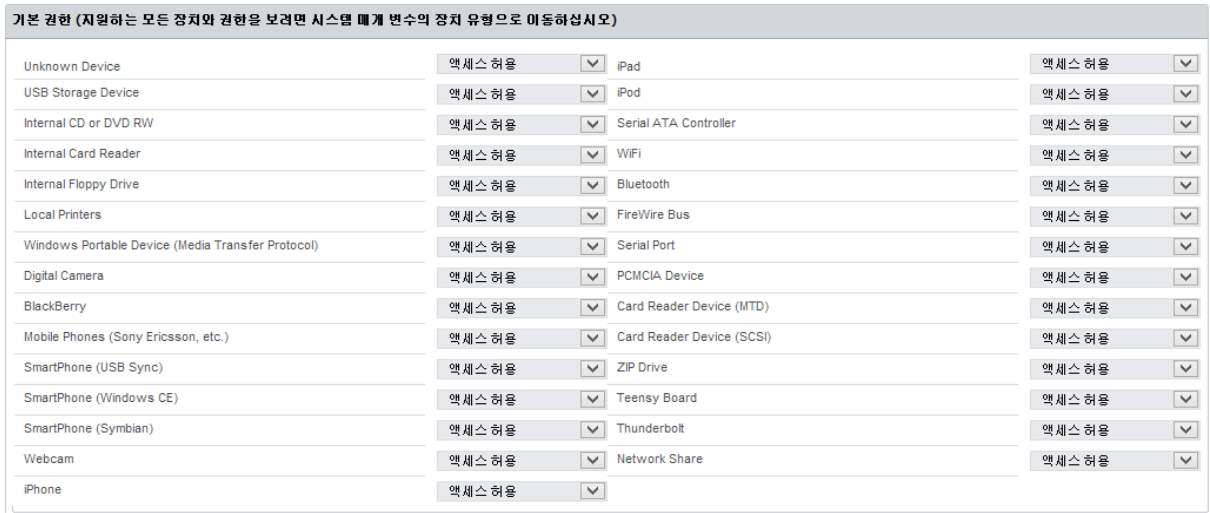 기본 권한 (지원하는 모든 장치와 권한을 보려면 시스템 매개 변수의 장치 유형으로 이동하십시오)
Unknown Device 액세스 허용 iPad 액세스 허용
USB Storage Device 액세스 허용 iPod 액세스 허용
Internal CD or DVD RW 액세스 허용 Serial ATA Controller 액세스 허용
Internal Card Reader 액세스 허용 WiFi 액세스 허용
Internal Floppy Drive 액세스 허용 Bluetooth 액세스 허용
Local Printers 액세스 허용 FireWire Bus 액세스 허용
Windows Portable Device (Media Transfer Protocol) 액세스 허용 Serial Port 액세스 허용
Digital Camera 액세스 허용 PCMCIA Device 액세스 허용
BlackBerry 액세스 허용 Card Reader Device (MTD) 액세스 허용
Mobile Phones (Sony Ericsson, etc.) 액세스 허용 Card Reader Device (SCSI) 액세스 허용
SmartPhone (USB Sync) 액세스 허용 ZIP Drive 액세스 허용
SmartPhone (Windows CE) 액세스 허용 Teensy Board 액세스 허용
SmartPhone (Symbian) 액세스 허용 Thunderbolt 액세스 허용
Webcam 액세스 허용 Network Share 액세스 허용
iPhone 액세스 허용